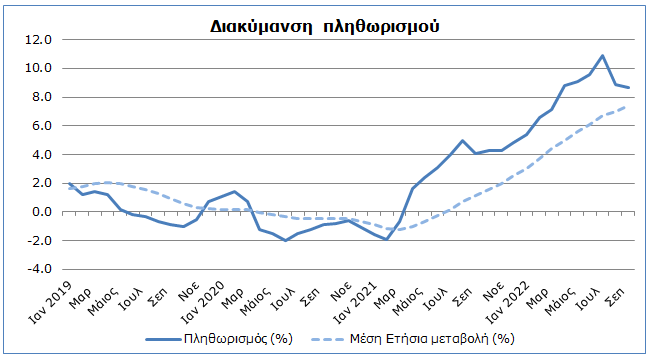 Διακύμανση πληθωρισμού
12.0
10.0
8.0
6.0
4.0
2.0
0.0
-2.0
-4.0
Ιαν 2019
Μαρ
Μάιος
Ιουλ
Σεπ
Νοε
Ιαν 2020
Μαρ
Μάιος
Ιουλ
Σεπ
Νοε
Ιαν 2021
Μαρ
Μάιος
Ιουλ
Σεπ
Νοε
Ιαν 2022
Μαρ
Μάιος
Ιουλ
Σεπ
Πληθωρισμός (%)
Μέση Ετήσια μεταβολή (%)